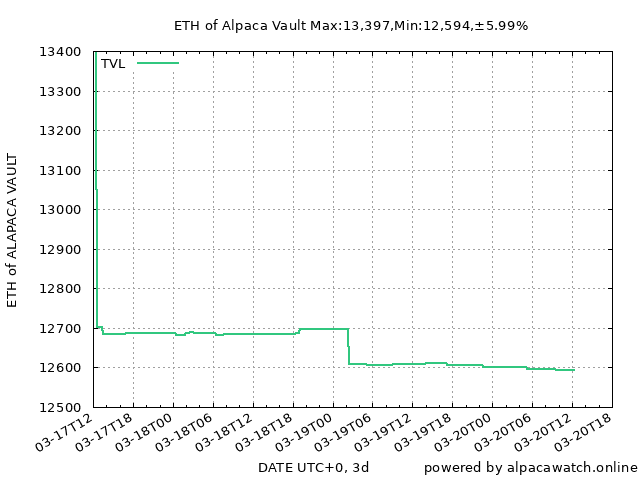 ETH of Alpaca Vault Max:13,397,Min:12,594,±5.99%
13400
13300
13200
13100
13000
12900
12800
12700
12600
12500
TVL
ETH of ALAPACA VAULT
03-17T12
03-17T18
03-18T00
03-18T06
03-18T12
03-18T18
03-19T00
03-19T06
03-19T12
03-19T18
03-20T00
03-20T06
03-20T12
03-20T18
DATE UTC+0, 3d
powered by alpacawatch.online